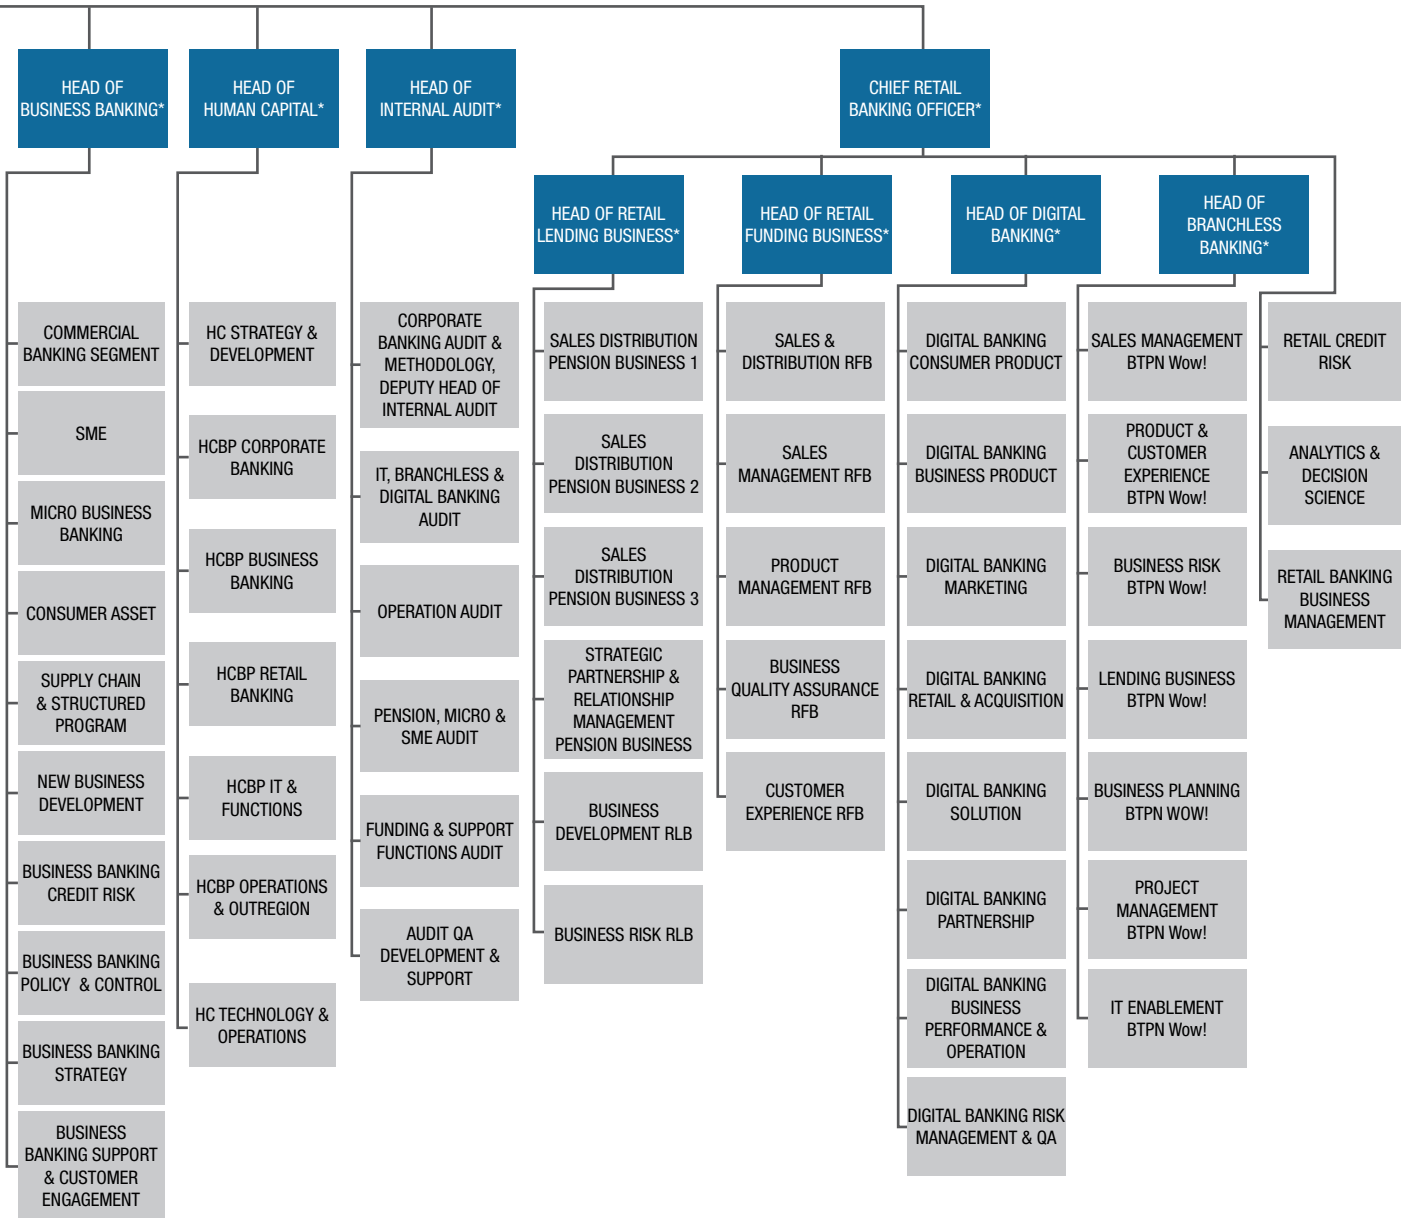 HEAD OF
BUSINESS BANKING*
HEAD OF
HUMAN CAPITAL*
HEAD OF
INTERNAL AUDIT*
CHIEF RETAIL
BANKING OFFICER*
HEAD OF RETAIL
LENDING BUSINESS*
HEAD OF RETAIL
FUNDING BUSINESS*
HEAD OF DIGITAL
BANKING*
HEAD OF
BRANCHLESS
BANKING*
COMMERCIAL
BANKING SEGMENT
SME
MICRO BUSINESS
BANKING
CONSUMER ASSET
SUPPLY CHAIN
& STRUCTURED
PROGRAM
NEW BUSINESS
DEVELOPMENT
BUSINESS BANKING
CREDIT RISK
BUSINESS BANKING
POLICY & CONTROL
BUSINESS BANKING
STRATEGY
BUSINESS
BANKING SUPPORT
& CUSTOMER
ENGAGEMENT
HC STRATEGY &
DEVELOPMENT
HCBP CORPORATE
BANKING
HCBP BUSINESS
BANKING
HCBP RETAIL
BANKING
HCBP IT &
FUNCTIONS
HCBP OPERATIONS
& OUTREGION
HC TECHNOLOGY &
OPERATIONS
CORPORATE
BANKING AUDIT &
METHODOLOGY,
DEPUTY HEAD OF
INTERNAL AUDIT
IT, BRANCHLESS &
DIGITAL BANKING
AUDIT
OPERATION AUDIT
PENSION, MICRO &
SME AUDIT
FUNDING & SUPPORT
FUNCTIONS AUDIT
AUDIT QA
DEVELOPMENT &
SUPPORT
SALES DISTRIBUTION
PENSION BUSINESS 1
SALES
DISTRIBUTION
PENSION BUSINESS 2
SALES
DISTRIBUTION
PENSION BUSINESS 3
STRATEGIC
PARTNERSHIP &
RELATIONSHIP
MANAGEMENT
PENSION BUSINESS
BUSINESS
DEVELOPMENT RLB
BUSINESS RISK RLB
SALES &
DISTRIBUTION RFB
SALES
MANAGEMENT RFB
PRODUCT
MANAGEMENT RFB
BUSINESS
QUALITY ASSURANCE
RFB
CUSTOMER
EXPERIENCE RFB
DIGITAL BANKING
CONSUMER PRODUCT
DIGITAL BANKING
BUSINESS PRODUCT
DIGITAL BANKING
MARKETING
DIGITAL BANKING
RETAIL & ACQUISITION
DIGITAL BANKING
SOLUTION
DIGITAL BANKING
PARTNERSHIP
DIGITAL BANKING
BUSINESS
PERFORMANCE &
OPERATION
DIGITAL BANKING RISK
MANAGEMENT & QA
SALES MANAGEMENT
BTPN Wow!
PRODUCT &
CUSTOMER
EXPERIENCE
BTPN Wow!
BUSINESS RISK
BTPN Wow!
LENDING BUSINESS
BTPN Wow!
BUSINESS PLANNING
BTPN WOW!
PROJECT
MANAGEMENT
BTPN Wow!
IT ENABLEMENT
BTPN Wow!
RETAIL CREDIT
RISK
ANALYTICS &
DECISION
SCIENCE
RETAIL BANKING
BUSINESS
MANAGEMENT